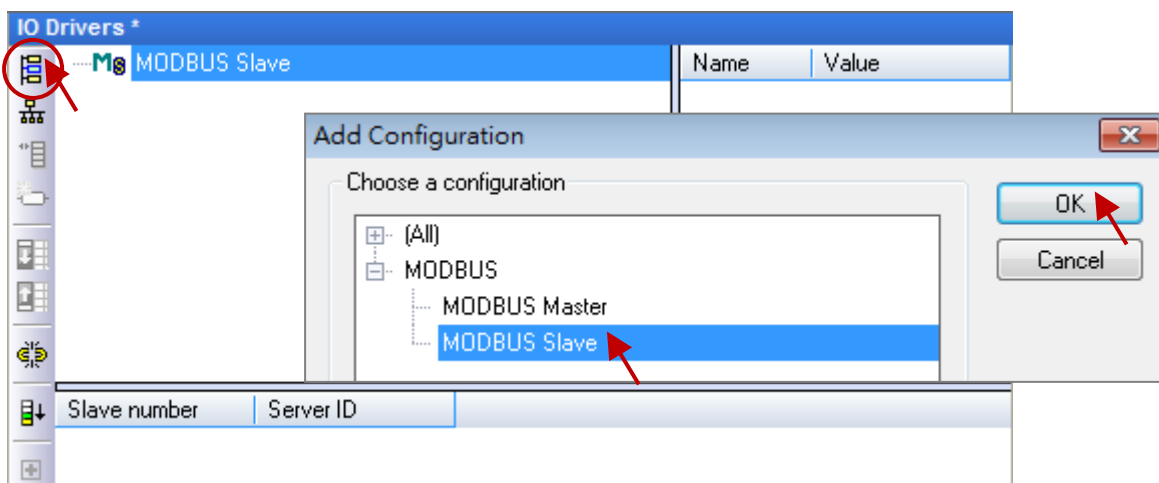 IO Drivers *
MODBUS Slave
Name Value
Add Configuration
Choose a configuration
(All)
MODBUS
MODBUS Master
MODBUS Slave
OK
Cancel
Slave number Server ID